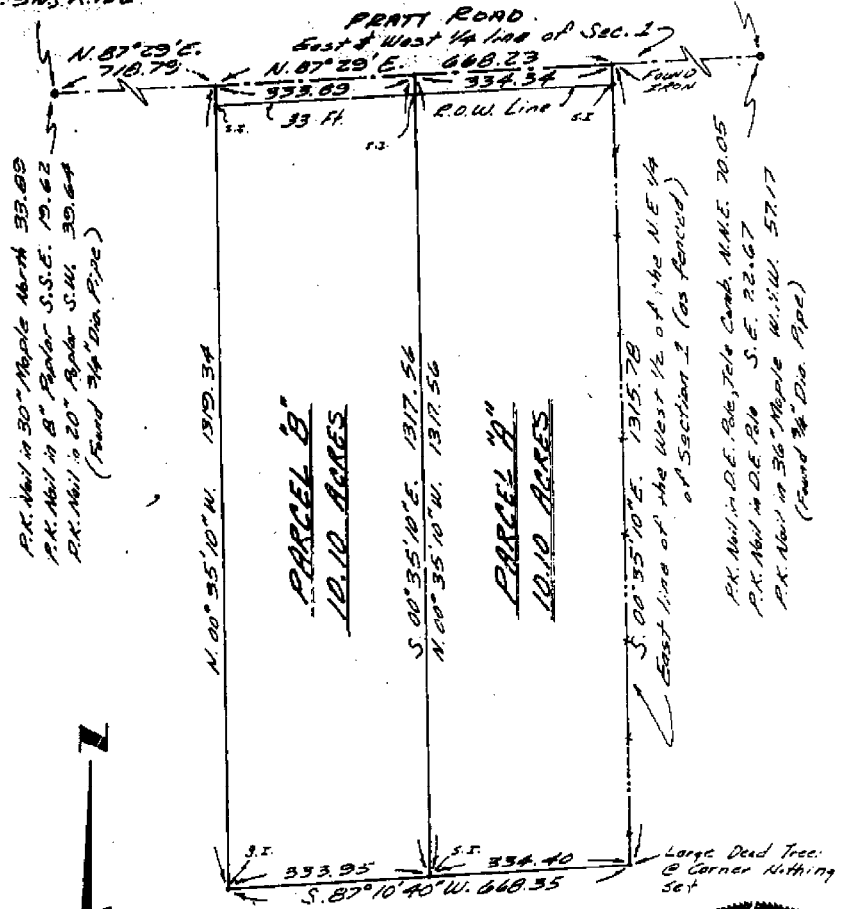 PRATT ROAD.
East & West 1/4 line of Sec. 1
N. 87° 29' E.
718.79
N. 87° 29' E. 668.23
333.89
334.34
FOUND IRON
33 Ft.
R.O.W. Line
S.I.
S.I.
S.I.
P.K. Nail in 30" Maple North 33.89
P.K. Nail in 8" Poplar S.S.E. 19.62
P.K. Nail in 20" Poplar S.W. 39.64
(Found 3/4" Dia. Pipe)
N. 00° 35' 10" W. 1319.34
PARCEL "B"
10.10 ACRES
S. 00° 35' 10" E. 1317.56
N. 00° 35' 10" W. 1317.56
PARCEL "A"
10.10 ACRES
S. 00° 35' 10" E. 1315.78
East line of the West 1/2 of the N.E 1/4
of Section 1 (as fenced)
P.K. Nail in D.E. Pole, Tele Comb. N.N.E. 70.05
P.K. Nail in D.E. Pole S.E. 22.67
P.K. Nail in 36" Maple W.N.W. 57.17
(Found 3/4" Dia. Pipe)
S.I.
333.95
S.I.
334.40
S. 87° 10' 40" W. 668.35
Large Dead Tree
@ Corner Nothing
Set